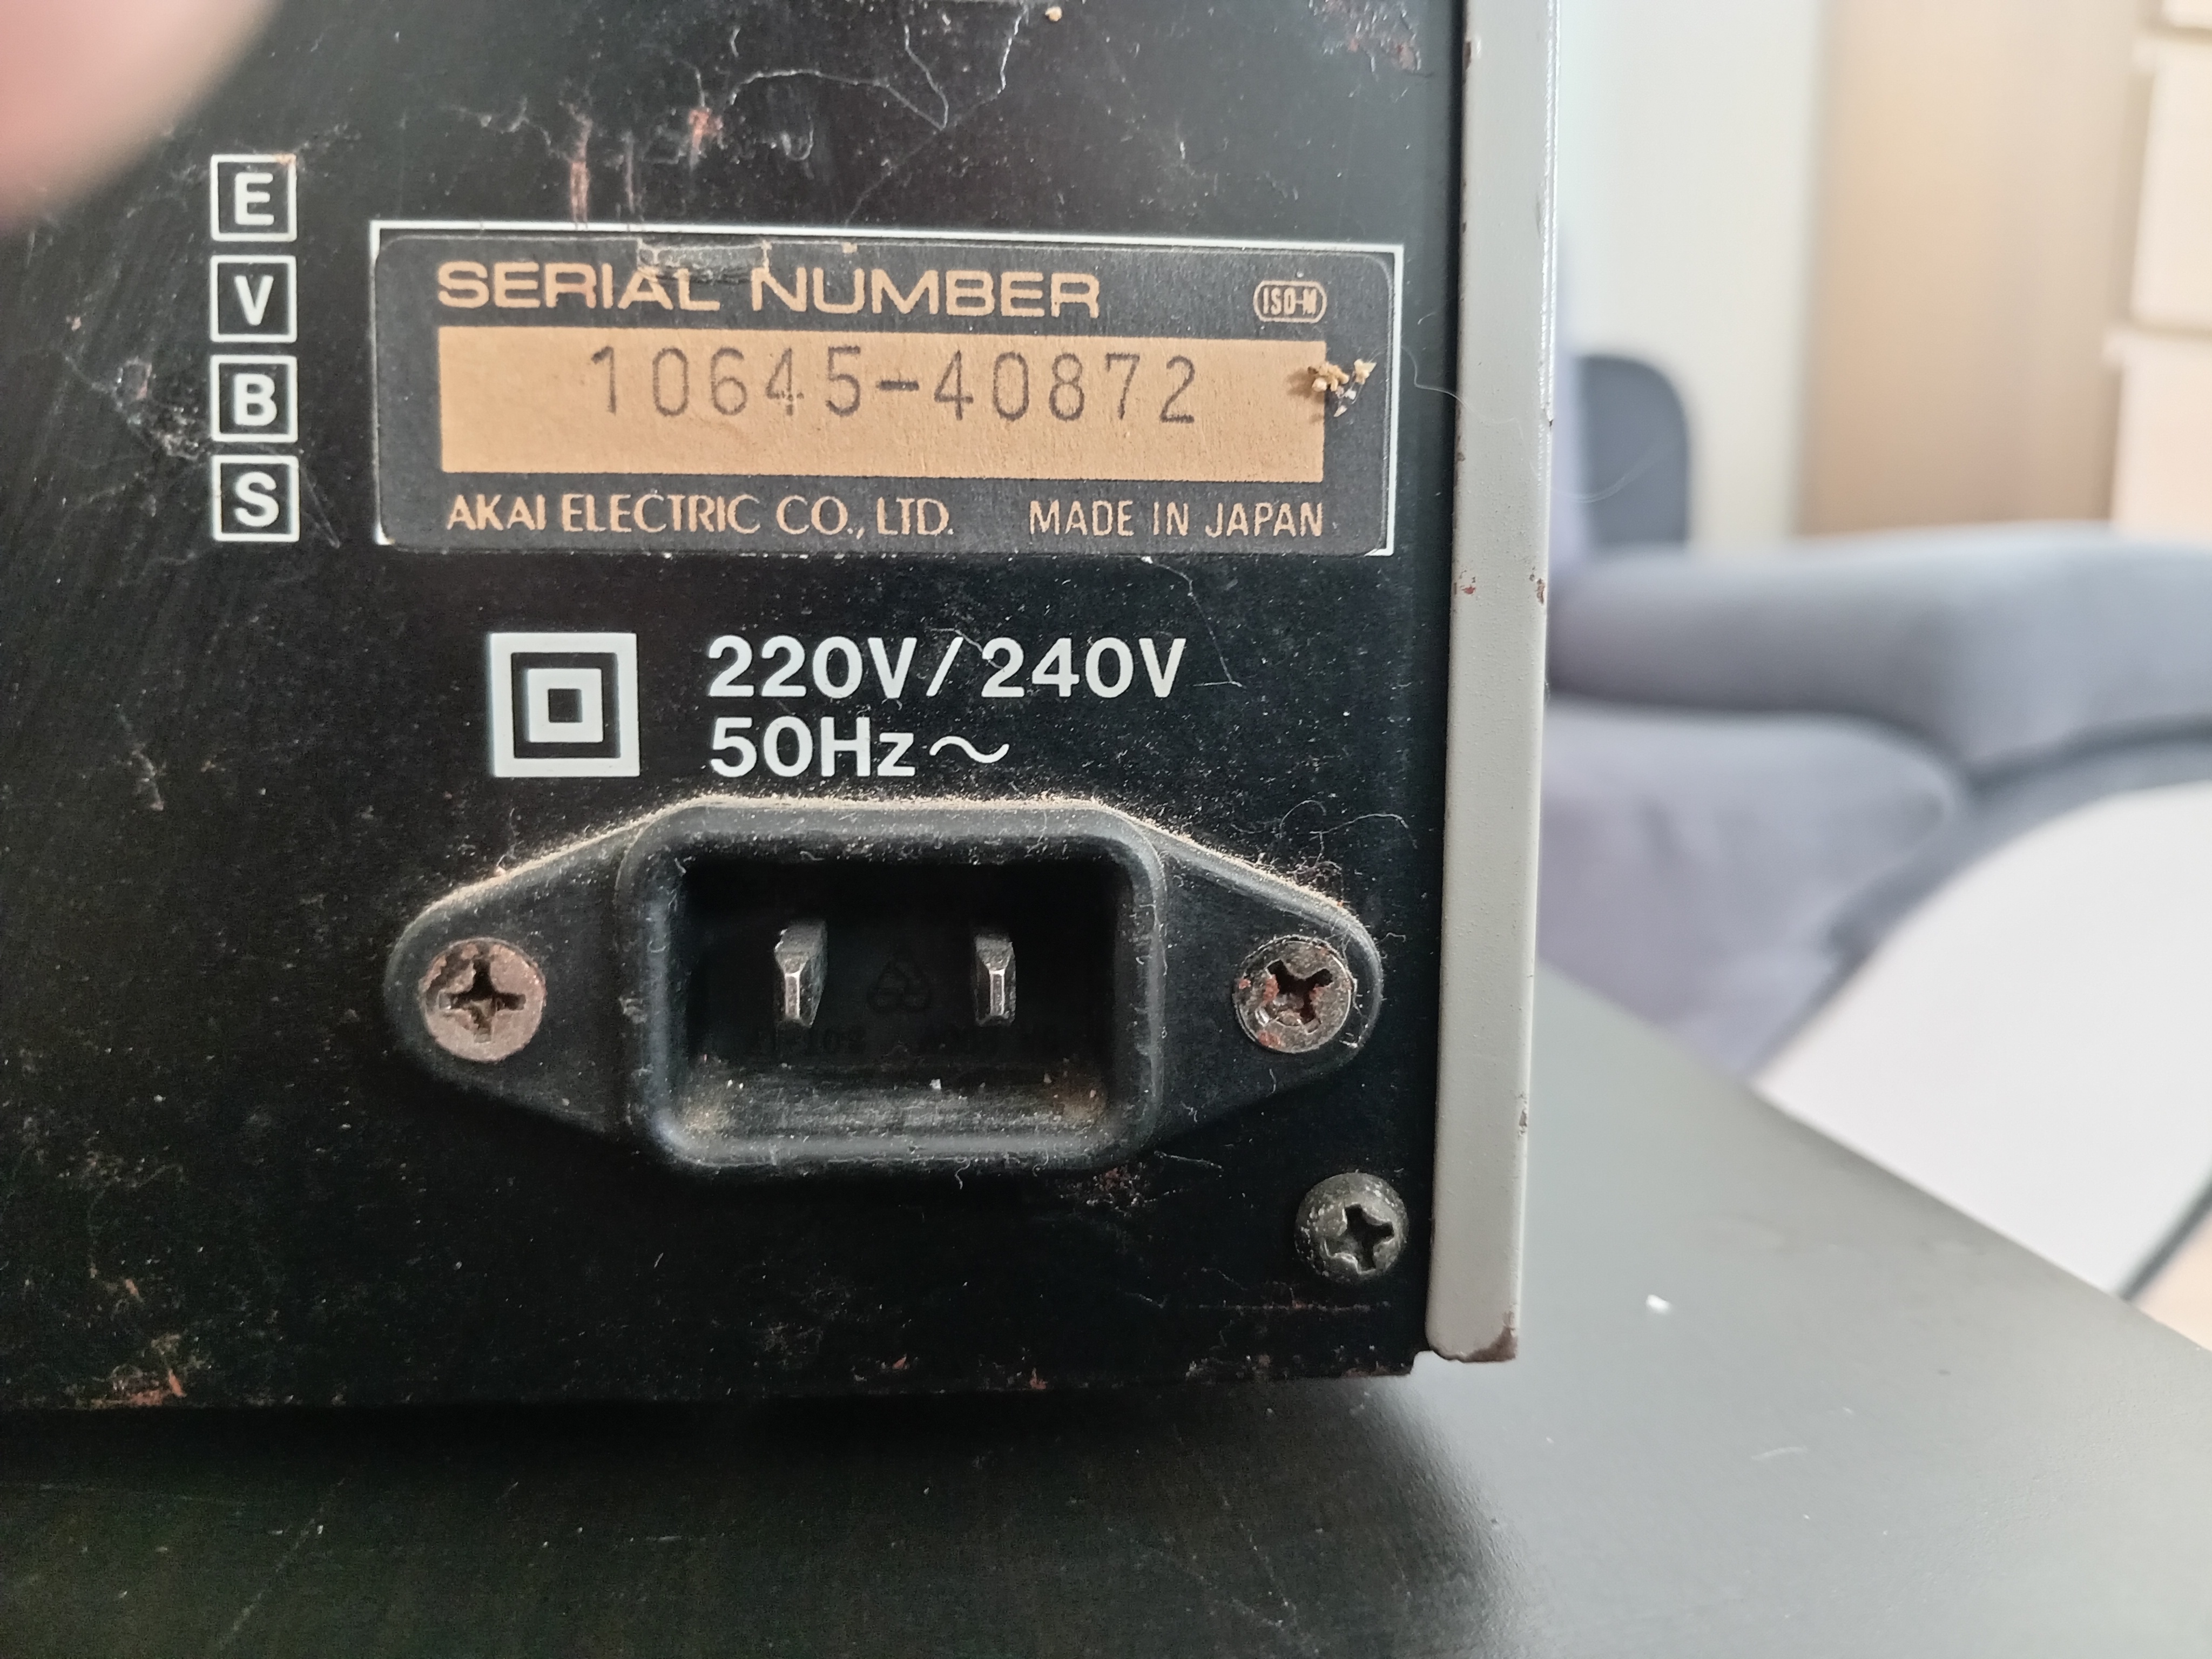 E
V
B
S
SERIAL NUMBER ISO-M
10645-40872
AKAI ELECTRIC CO., LTD. MADE IN JAPAN
220V/240V
50Hz~